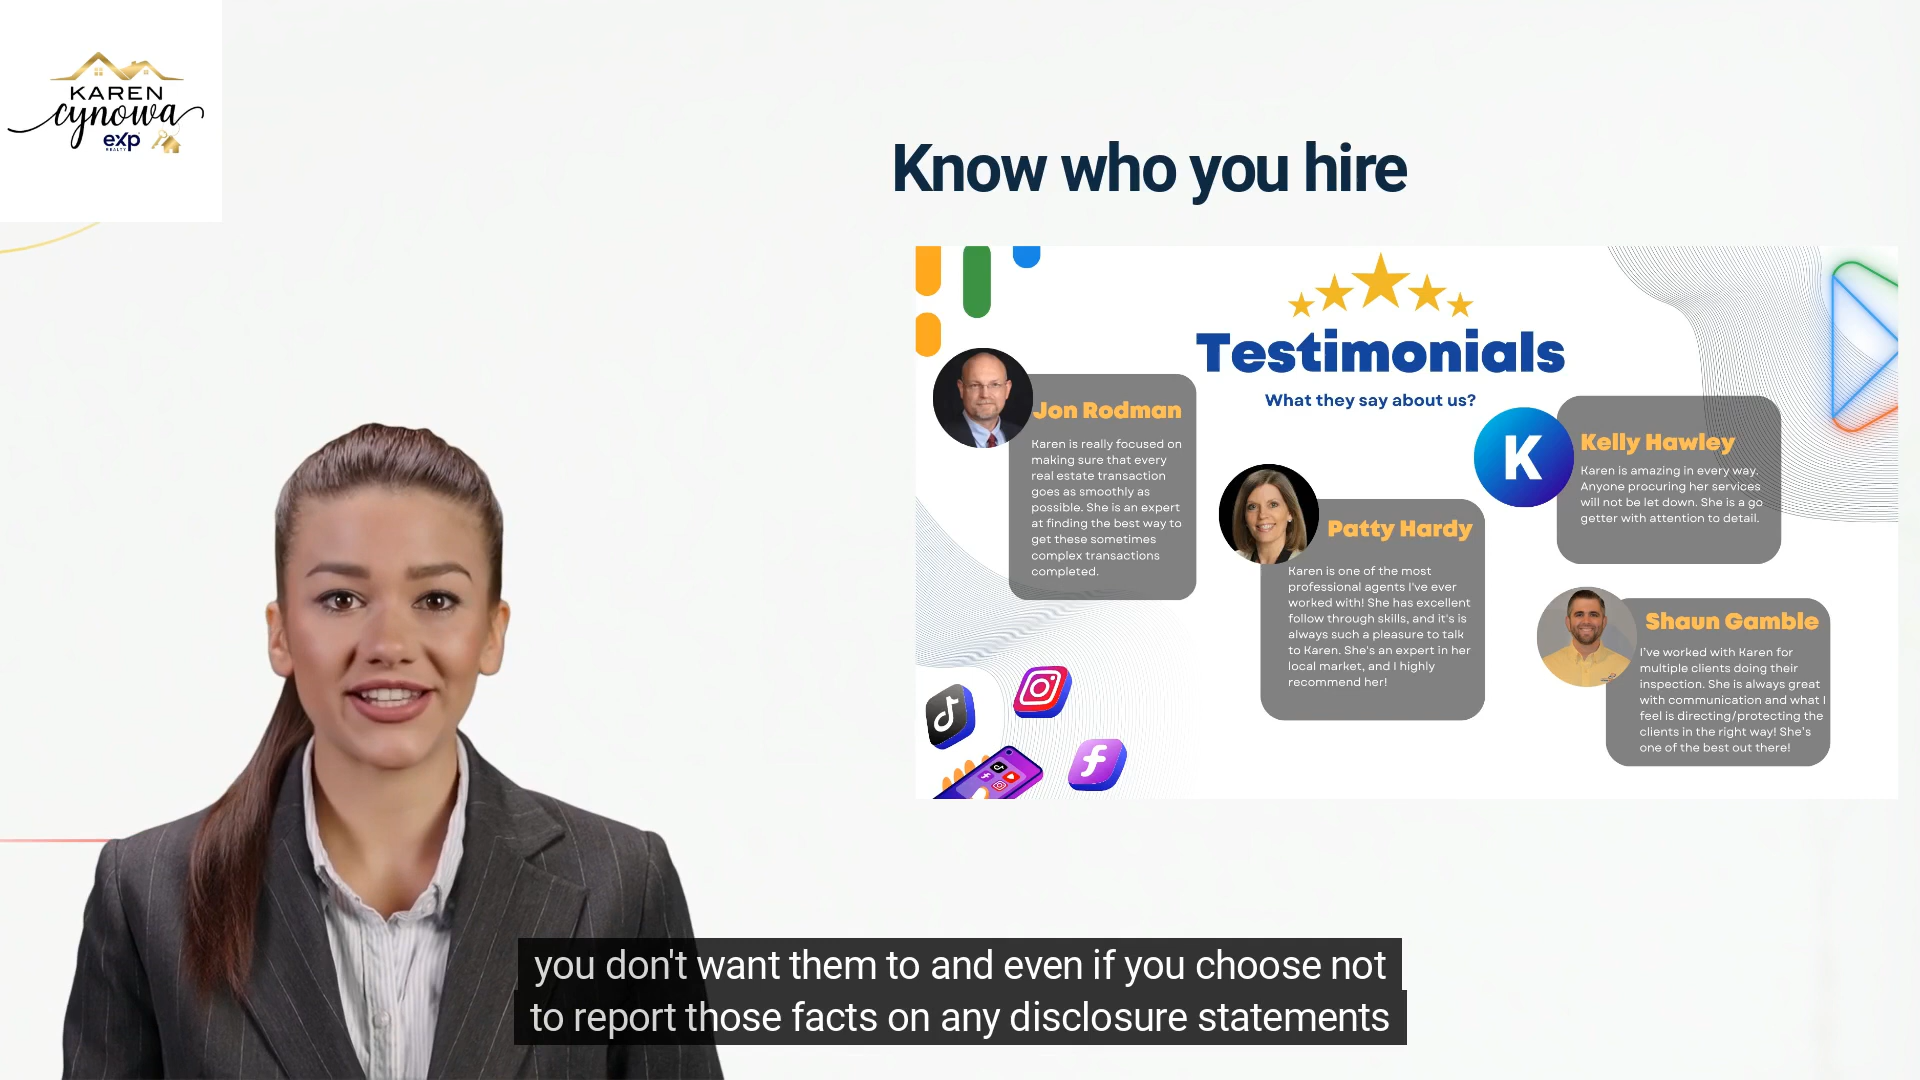 KAREN
cynowa
exp
REALTY
Know who you hire
Testimonials
What they say about us?
Jon Rodman
Karen is really focused on
making sure that every
real estate transaction
goes as smoothly as
possible. She is an expert
at finding the best way to
get these sometimes
complex transactions
completed.
Patty Hardy
Karen is one of the most
professional agents I've ever
worked with! She has excellent
follow through skills, and it's is
always such a pleasure to talk
to Karen. She's an expert in her
local market, and I highly
recommend her!
K
Kelly Hawley
Karen is amazing in every way.
Anyone procuring her services
will not be let down. She is a go
getter with attention to detail.
Shaun Gamble
I've worked with Karen for
multiple clients doing their
inspection. She is always great
with communication and what I
feel is directing/protecting the
clients in the right way! She's
one of the best out there!
you don't want them to and even if you choose not
to report those facts on any disclosure statements